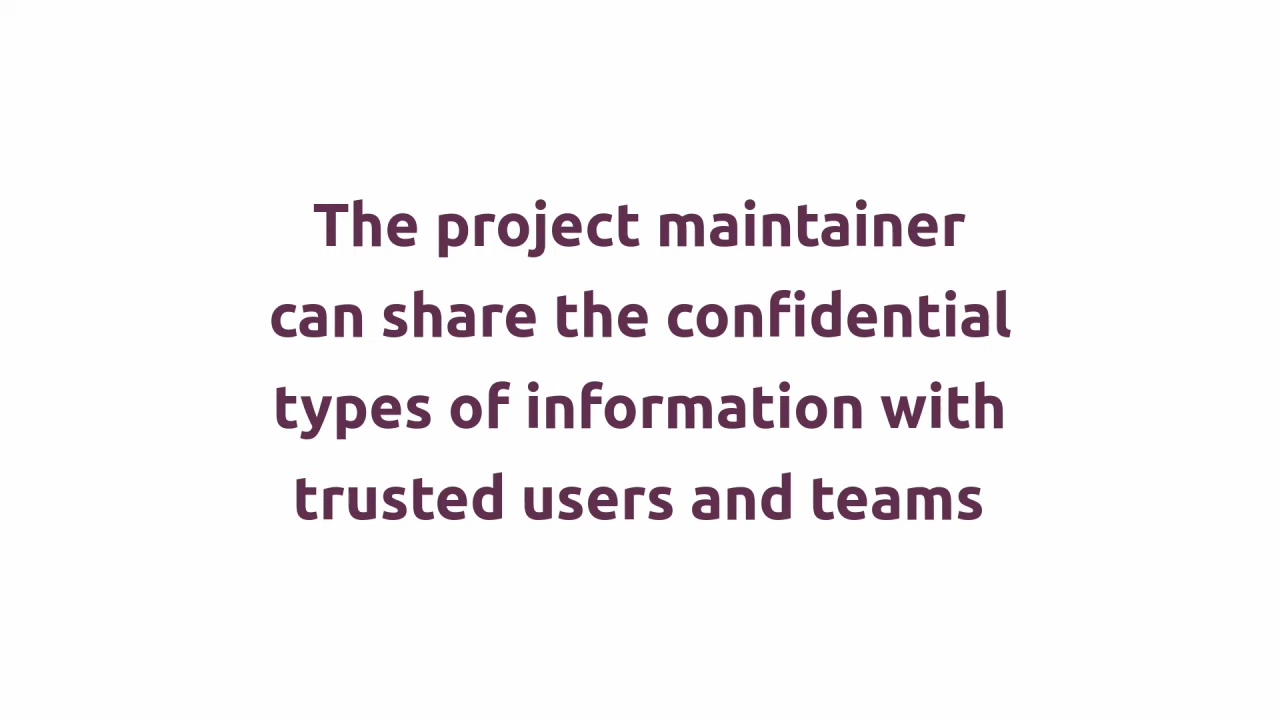 The project maintainer
can share the confidential
types of information with
trusted users and teams